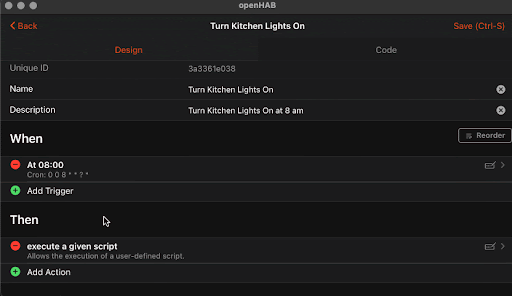 openHAB
Back
Turn Kitchen Lights On
Save (Ctrl-S)
Design
Code
Unique ID
3a3361e038
Name
Turn Kitchen Lights On
Description
Turn Kitchen Lights On at 8 am
When
Reorder
At 08:00
Cron: 0 0 8 * * ? *
Add Trigger
Then
execute a given script
Allows the execution of a user-defined script.
Add Action